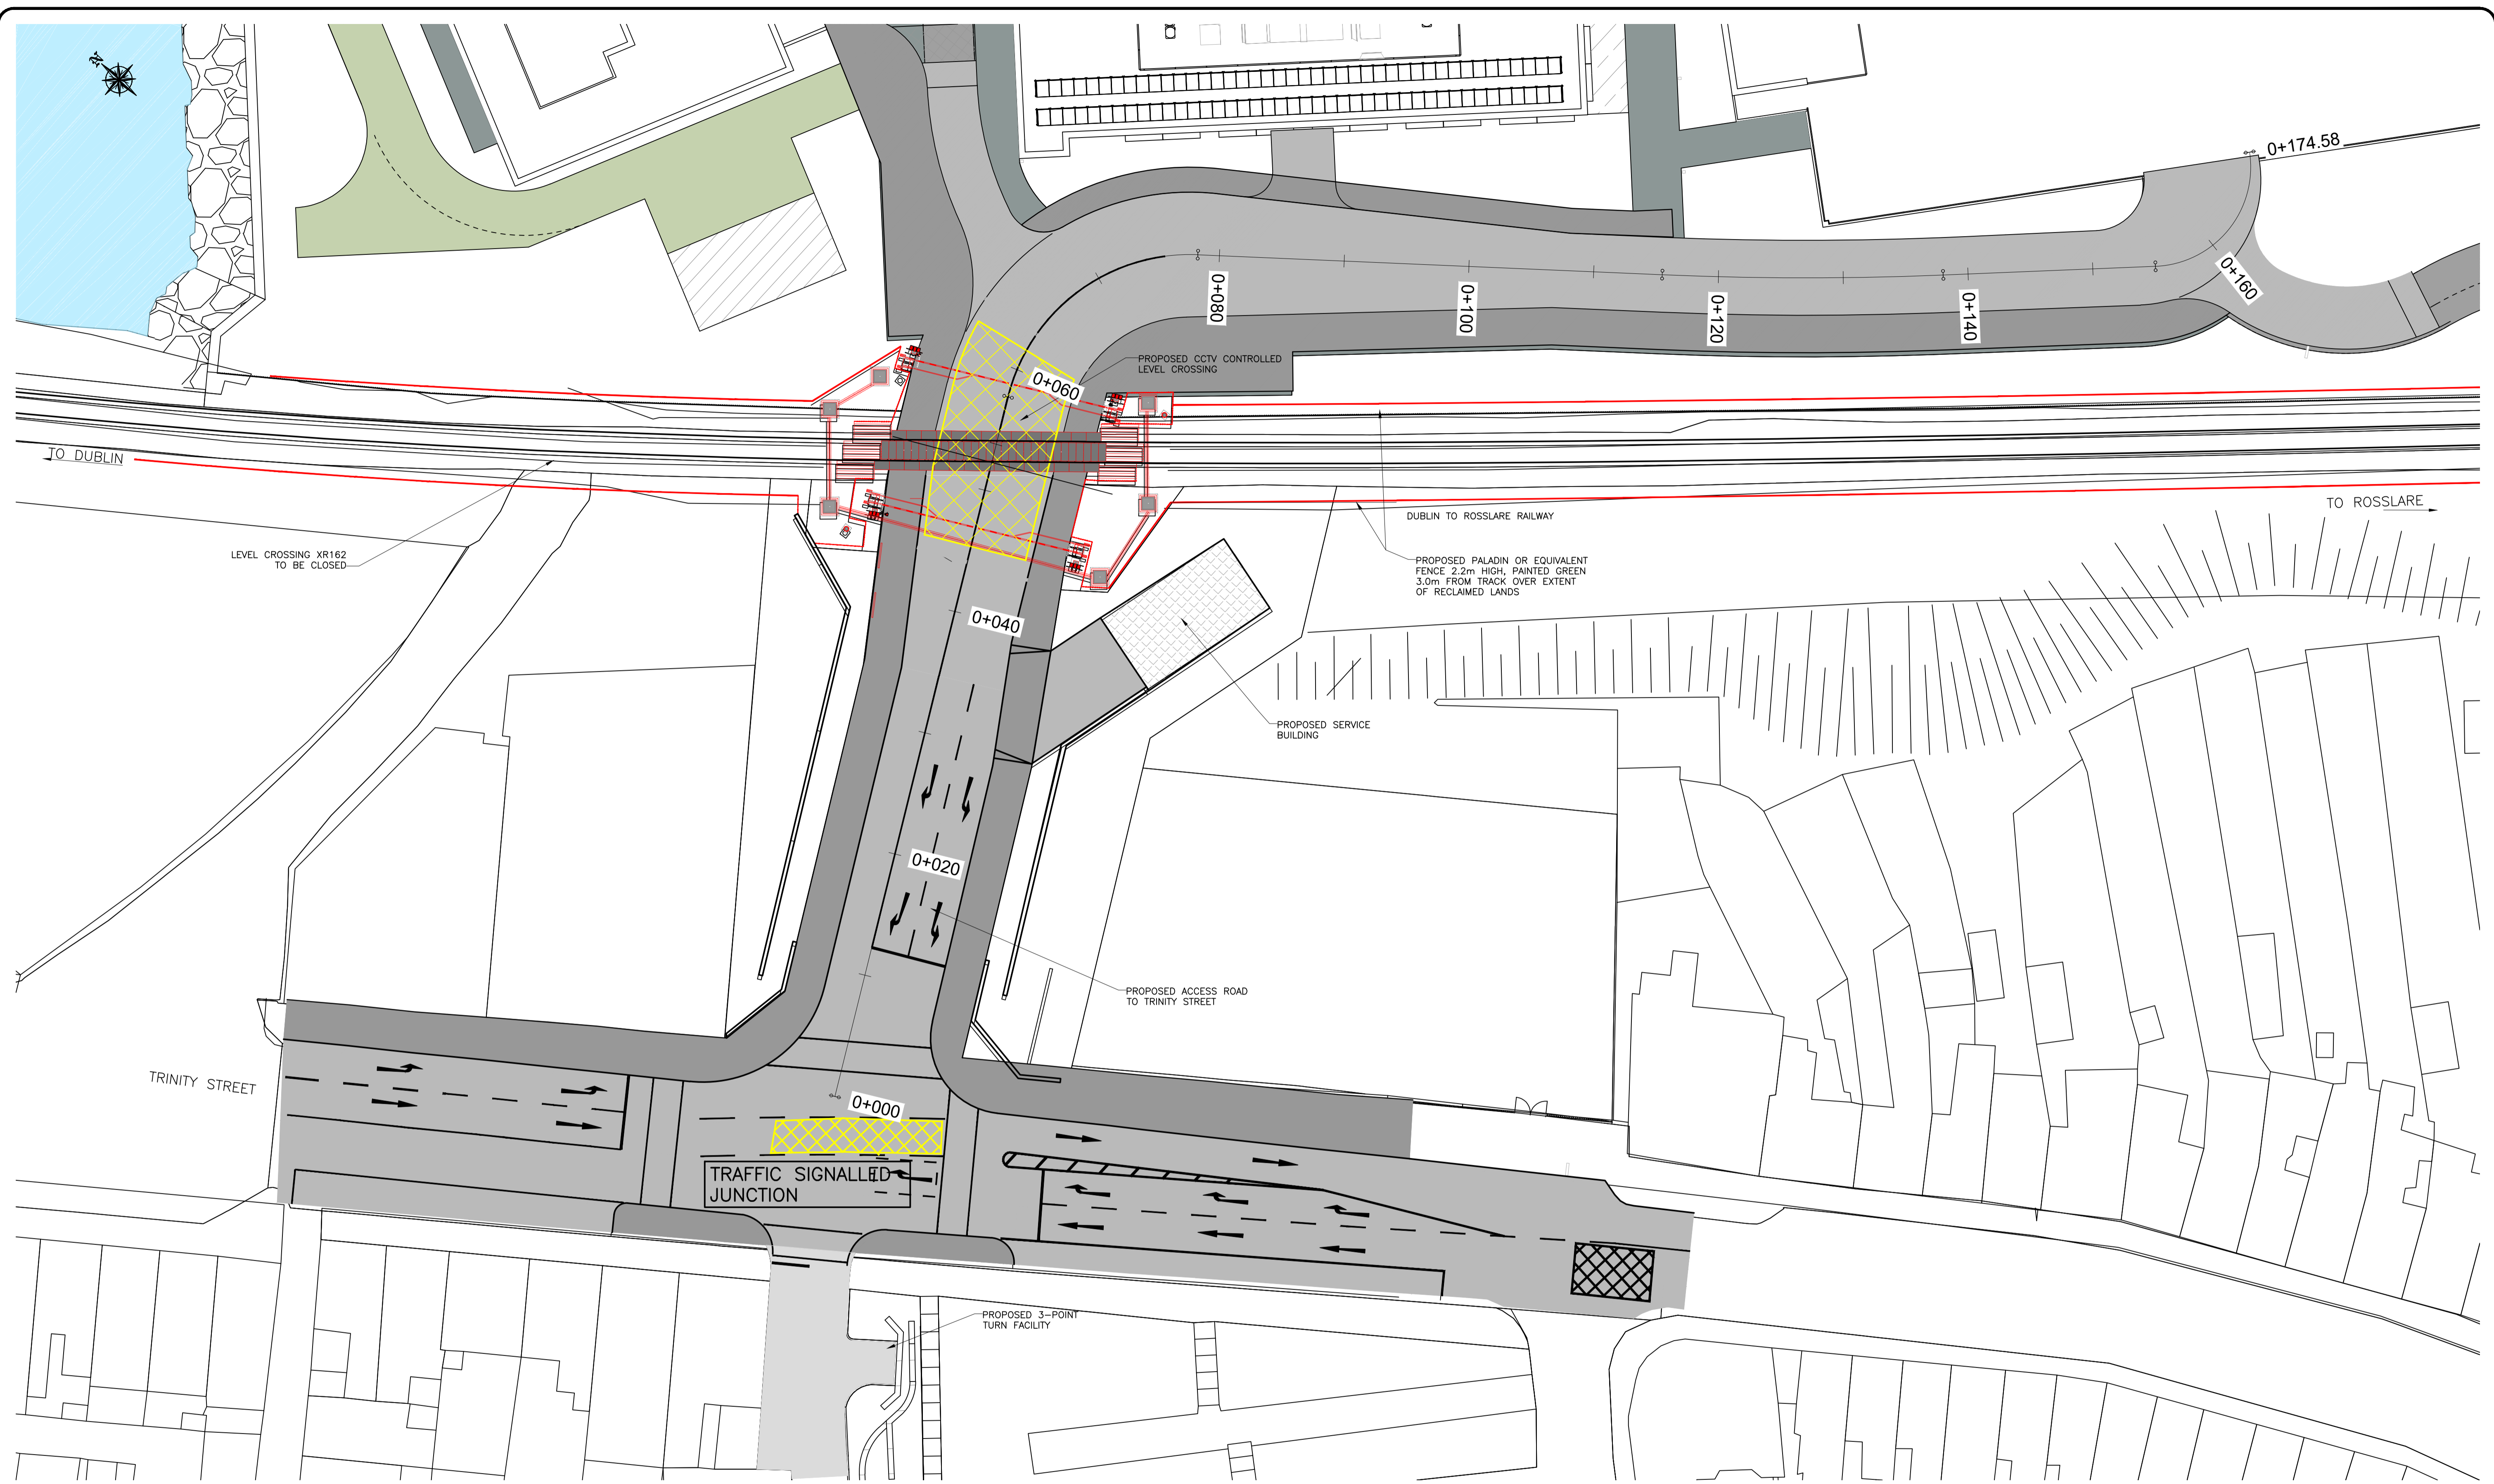 N
0+174.58
0+160
0+080
0+100
0+120
0+140
PROPOSED CCTV CONTROLLED
LEVEL CROSSING
0+060
TO DUBLIN
TO ROSSLARE
DUBLIN TO ROSSLARE RAILWAY
LEVEL CROSSING XR162
TO BE CLOSED
PROPOSED PALADIN OR EQUIVALENT
FENCE 2.2m HIGH, PAINTED GREEN
3.0m FROM TRACK OVER EXTENT
OF RECLAIMED LANDS
0+040
PROPOSED SERVICE
BUILDING
0+020
PROPOSED ACCESS ROAD
TO TRINITY STREET
TRINITY STREET
0+000
TRAFFIC SIGNALLED
JUNCTION
PROPOSED 3-POINT
TURN FACILITY